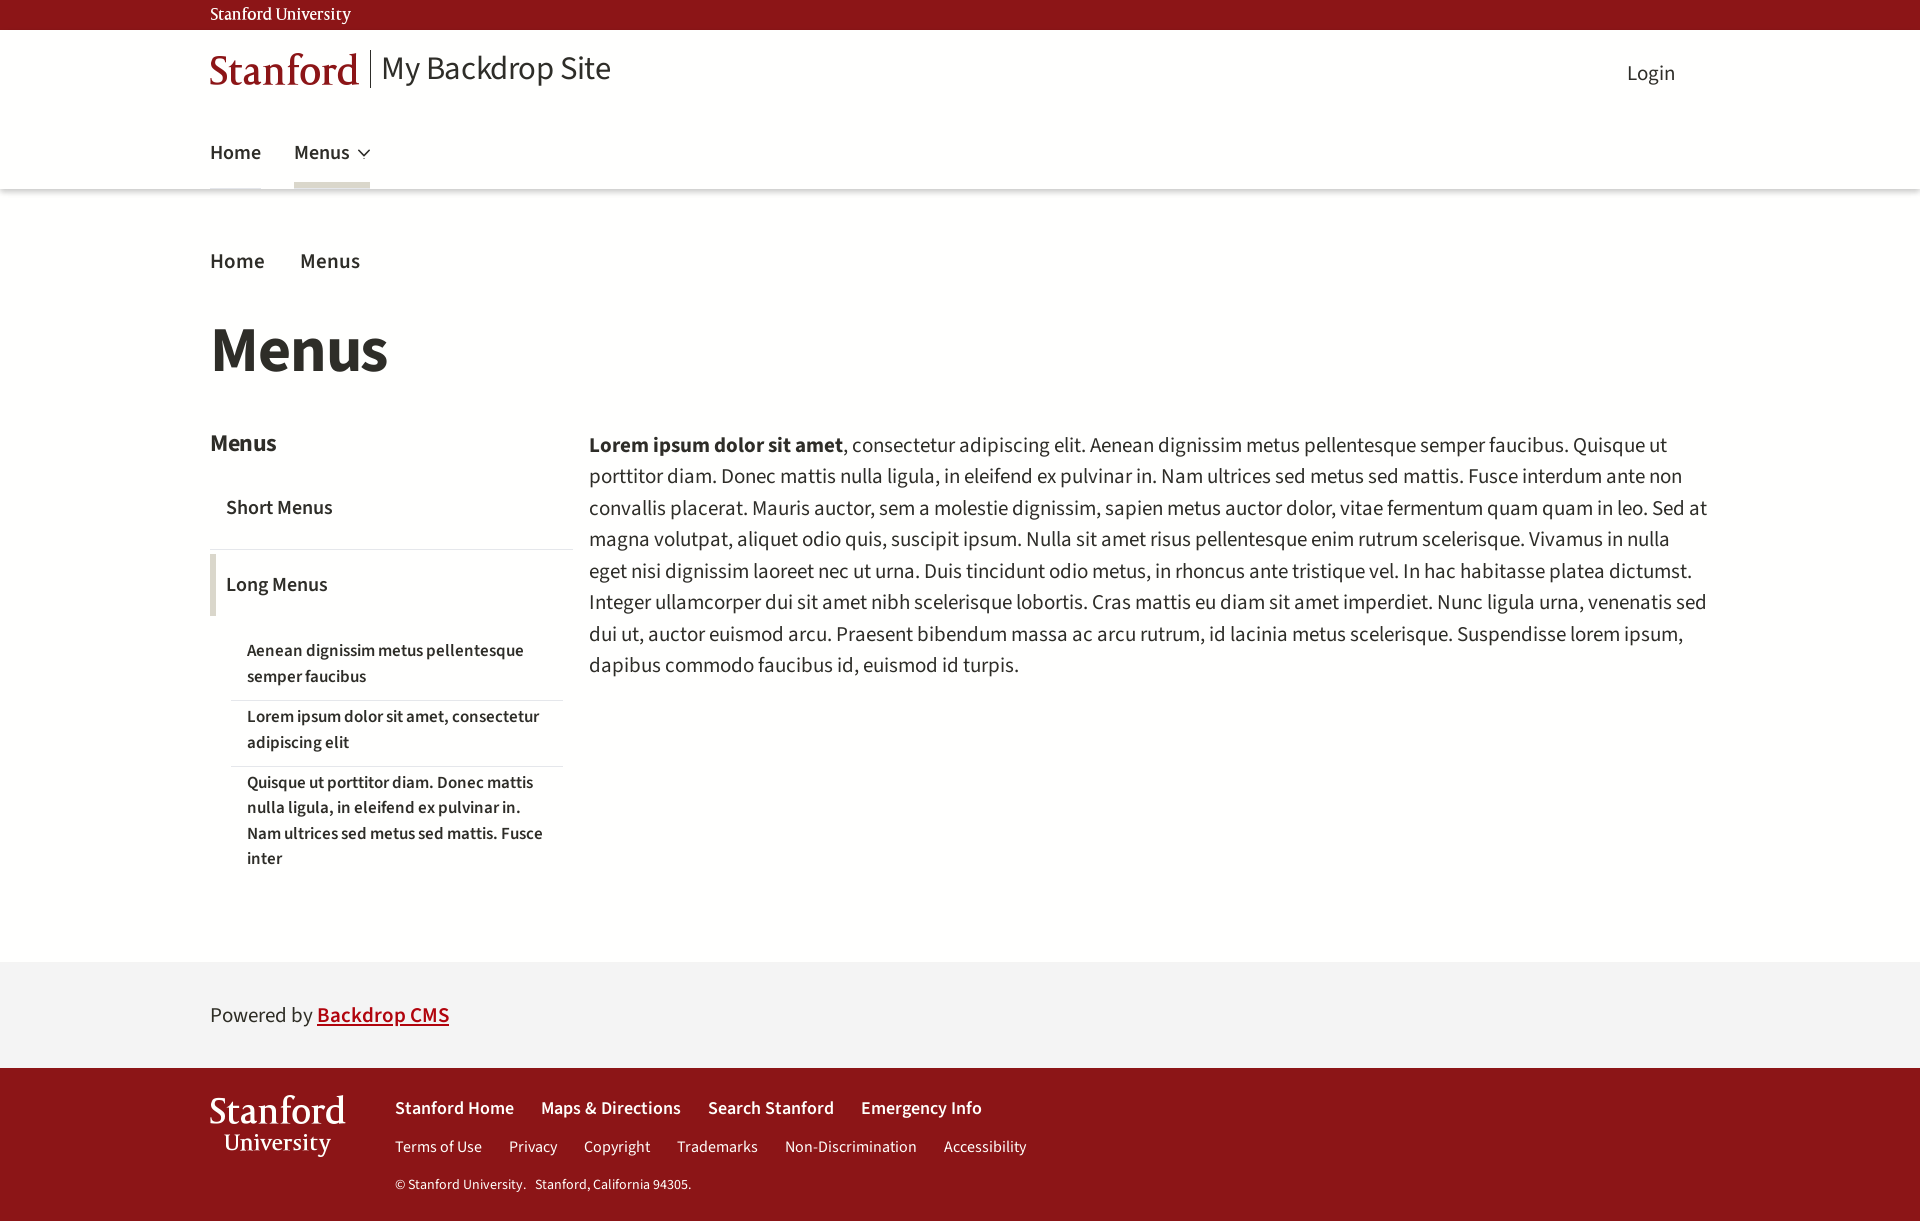 Stanford University
Stanford My Backdrop Site
Login
Home Menus
Home Menus
Menus
Menus
Short Menus
Long Menus
Aenean dignissim metus pellentesque
semper faucibus
Lorem ipsum dolor sit amet, consectetur
adipiscing elit
Quisque ut porttitor diam. Donec mattis
nulla ligula, in eleifend ex pulvinar in.
Nam ultrices sed metus sed mattis. Fusce
inter
Lorem ipsum dolor sit amet, consectetur adipiscing elit. Aenean dignissim metus pellentesque semper faucibus. Quisque ut
porttitor diam. Donec mattis nulla ligula, in eleifend ex pulvinar in. Nam ultrices sed metus sed mattis. Fusce interdum ante non
convallis placerat. Mauris auctor, sem a molestie dignissim, sapien metus auctor dolor, vitae fermentum quam quam in leo. Sed at
magna volutpat, aliquet odio quis, suscipit ipsum. Nulla sit amet risus pellentesque enim rutrum scelerisque. Vivamus in nulla
eget nisi dignissim laoreet nec ut urna. Duis tincidunt odio metus, in rhoncus ante tristique vel. In hac habitasse platea dictumst.
Integer ullamcorper dui sit amet nibh scelerisque lobortis. Cras mattis eu diam sit amet imperdiet. Nunc ligula urna, venenatis sed
dui ut, auctor euismod arcu. Praesent bibendum massa ac arcu rutrum, id lacinia metus scelerisque. Suspendisse lorem ipsum,
dapibus commodo faucibus id, euismod id turpis.
Powered by Backdrop CMS
Stanford
University
Stanford Home Maps & Directions Search Stanford Emergency Info
Terms of Use Privacy Copyright Trademarks Non-Discrimination Accessibility
© Stanford University. Stanford, California 94305.